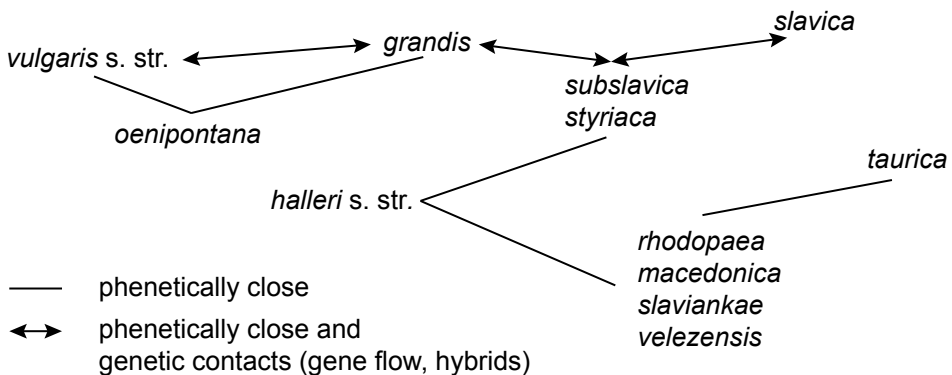 slavica
vulgaris s. str.
grandis
subslavica
styriaca
oenipontana
taurica
halleri s. str.
rhodopaea
macedonica
slaviankae
velezensis
phenetically close
phenetically close and
genetic contacts (gene flow, hybrids)